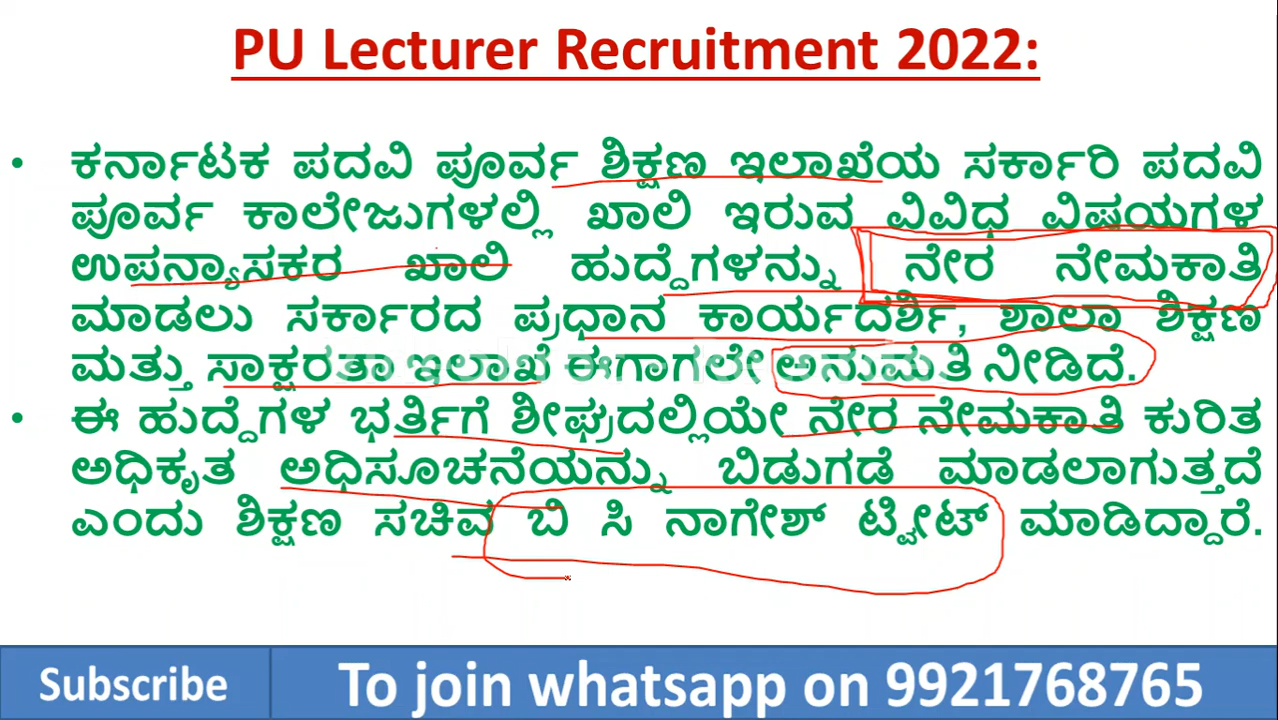 PU Lecturer Recruitment 2022:
• ಕರ್ನಾಟಕ ಪದವಿ ಪೂರ್ವ ಶಿಕ್ಷಣ ಇಲಾಖೆಯ ಸರ್ಕಾರಿ ಪದವಿ
ಪೂರ್ವ ಕಾಲೇಜುಗಳಲ್ಲಿ ಖಾಲಿ ಇರುವ ವಿವಿಧ ವಿಷಯಗಳ
ಉಪನ್ಯಾಸಕರ ಖಾಲಿ ಹುದ್ದೆಗಳನ್ನು ನೇರ ನೇಮಕಾತಿ
ಮಾಡಲು ಸರ್ಕಾರದ ಪ್ರಧಾನ ಕಾರ್ಯದರ್ಶಿ, ಶಾಲಾ ಶಿಕ್ಷಣ
ಮತ್ತು ಸಾಕ್ಷರತಾ ಇಲಾಖೆ ಈಗಾಗಲೇ ಅನುಮತಿ ನೀಡಿದೆ.
• ಈ ಹುದ್ದೆಗಳ ಭರ್ತಿಗೆ ಶೀಘ್ರದಲ್ಲಿಯೇ ನೇರ ನೇಮಕಾತಿ ಕುರಿತ
ಅಧಿಕೃತ ಅಧಿಸೂಚನೆಯನ್ನು ಬಿಡುಗಡೆ ಮಾಡಲಾಗುತ್ತದೆ
ಎಂದು ಶಿಕ್ಷಣ ಸಚಿವ ಬಿ ಸಿ ನಾಗೇಶ್ ಟ್ವೀಟ್ ಮಾಡಿದ್ದಾರೆ.
Subscribe
To join whatsapp on 9921768765